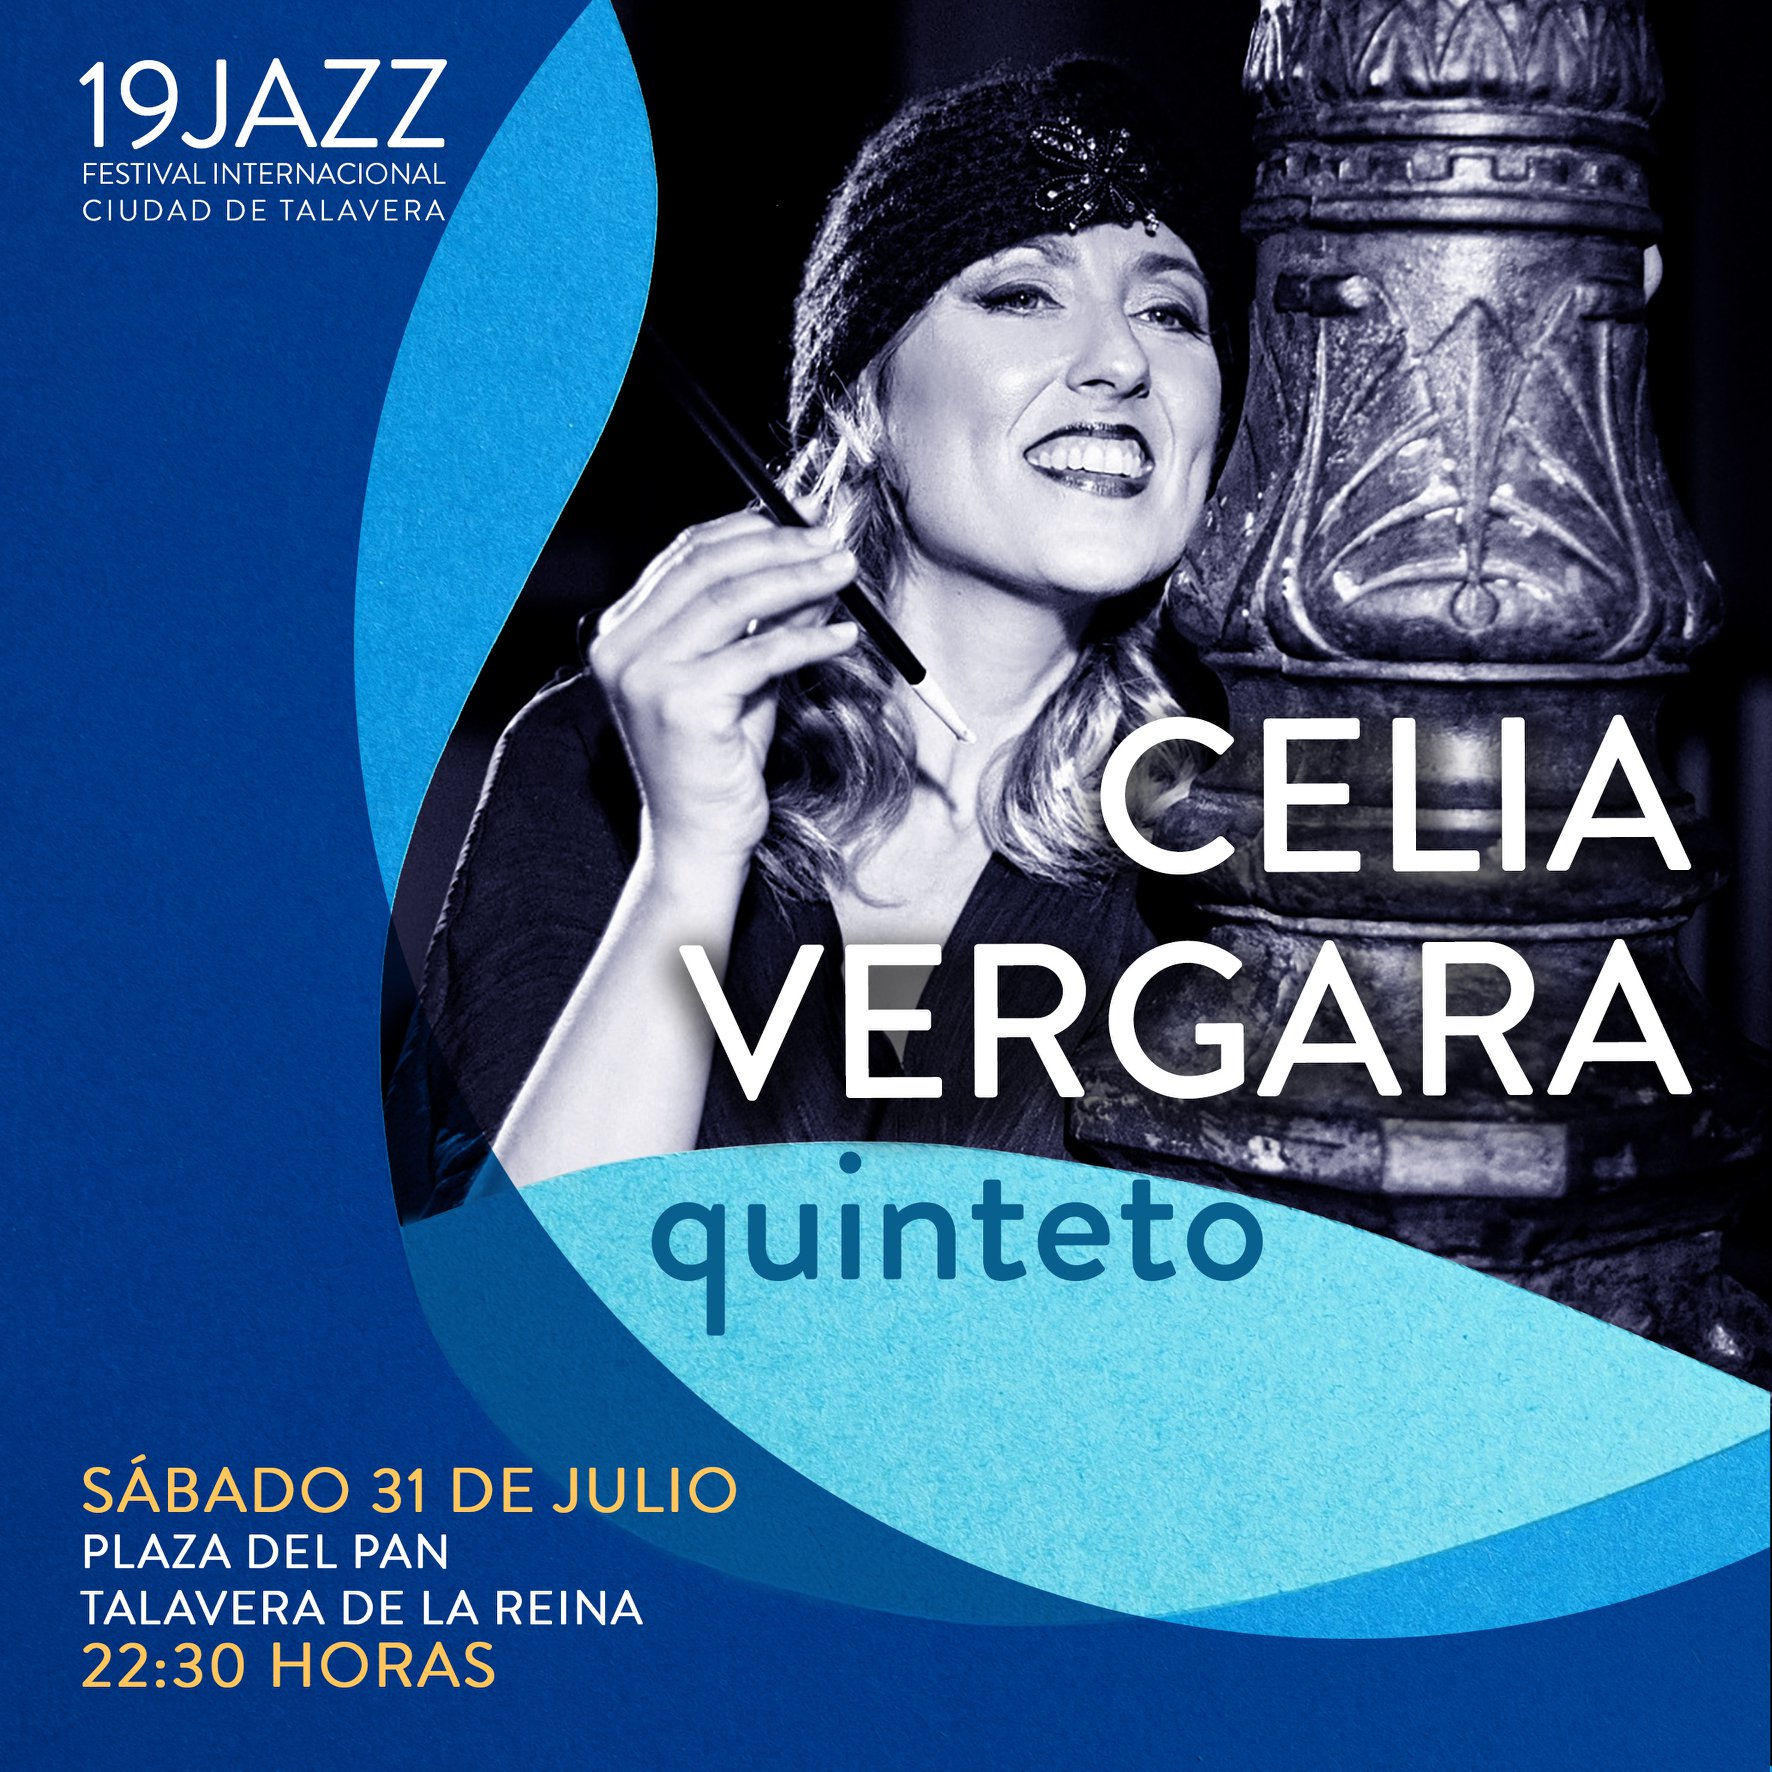 19JAZZ
FESTIVAL INTERNACIONAL
CIUDAD DE TALAVERA
CELIA
VERGARA
quinteto
SÁBADO 31 DE JULIO
PLAZA DEL PAN
TALAVERA DE LA REINA
22:30 HORAS